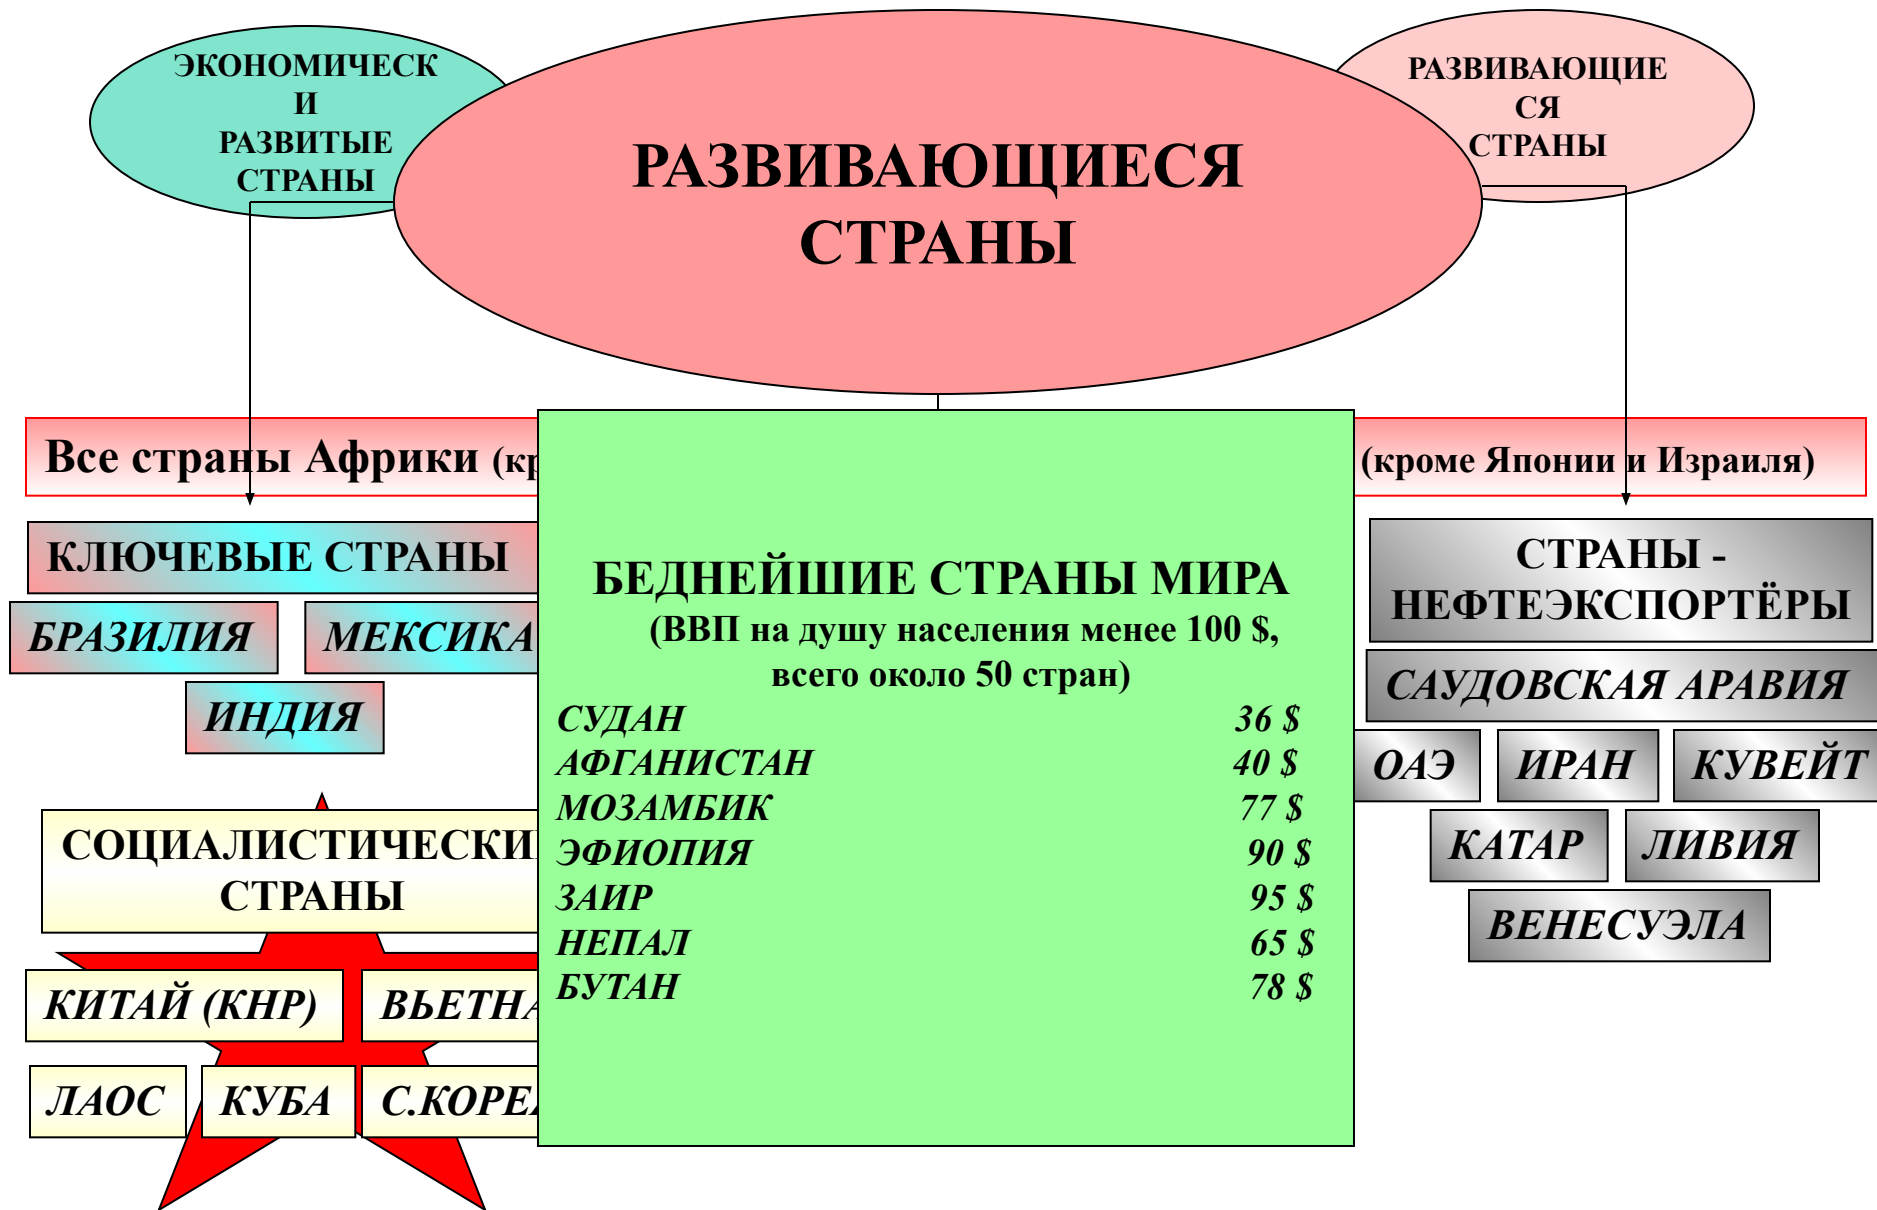 ЭКОНОМИЧЕСК
И
РАЗВИТЫЕ
СТРАНЫ
РАЗВИВАЮЩИЕСЯ
СТРАНЫ
РАЗВИВАЮЩИЕ
СЯ
СТРАНЫ
Все страны Африки (кр
(кроме Японии и Израиля)
КЛЮЧЕВЫЕ СТРАНЫ
БРАЗИЛИЯ
МЕКСИКА
ИНДИЯ
СОЦИАЛИСТИЧЕСКИ
СТРАНЫ
КИТАЙ (КНР)
ВЬЕТНА
ЛАОС
КУБА
С.КОРЕ
БЕДНЕЙШИЕ СТРАНЫ МИРА
(ВВП на душу населения менее 100 $,
всего около 50 стран)
СУДАН 36 $
АФГАНИСТАН 40 $
МОЗАМБИК 77 $
ЭФИОПИЯ 90 $
ЗАИР 95 $
НЕПАЛ 65 $
БУТАН 78 $
СТРАНЫ -
НЕФТЕЭКСПОРТЁРЫ
САУДОВСКАЯ АРАВИЯ
ОАЭ
ИРАН
КУВЕЙТ
КАТАР
ЛИВИЯ
ВЕНЕСУЭЛА